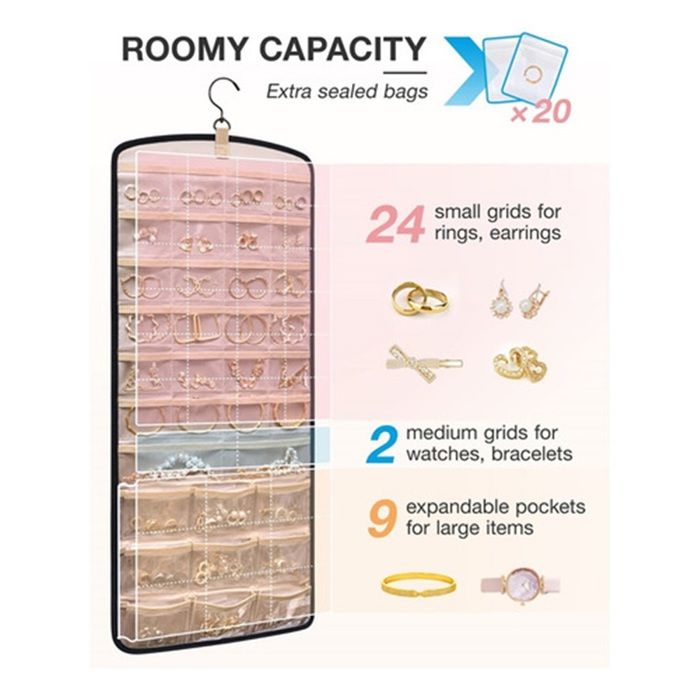 ROOMY CAPACITY
Extra sealed bags
×20
24 small grids for
rings, earrings
2 medium grids for
watches, bracelets
9 expandable pockets
for large items